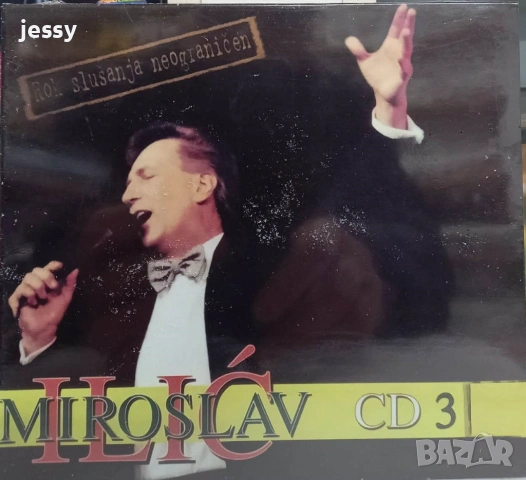 jessy
Rok slušanja neograničen
ILIĆ
MIROSLAV CD 3
BAZAR